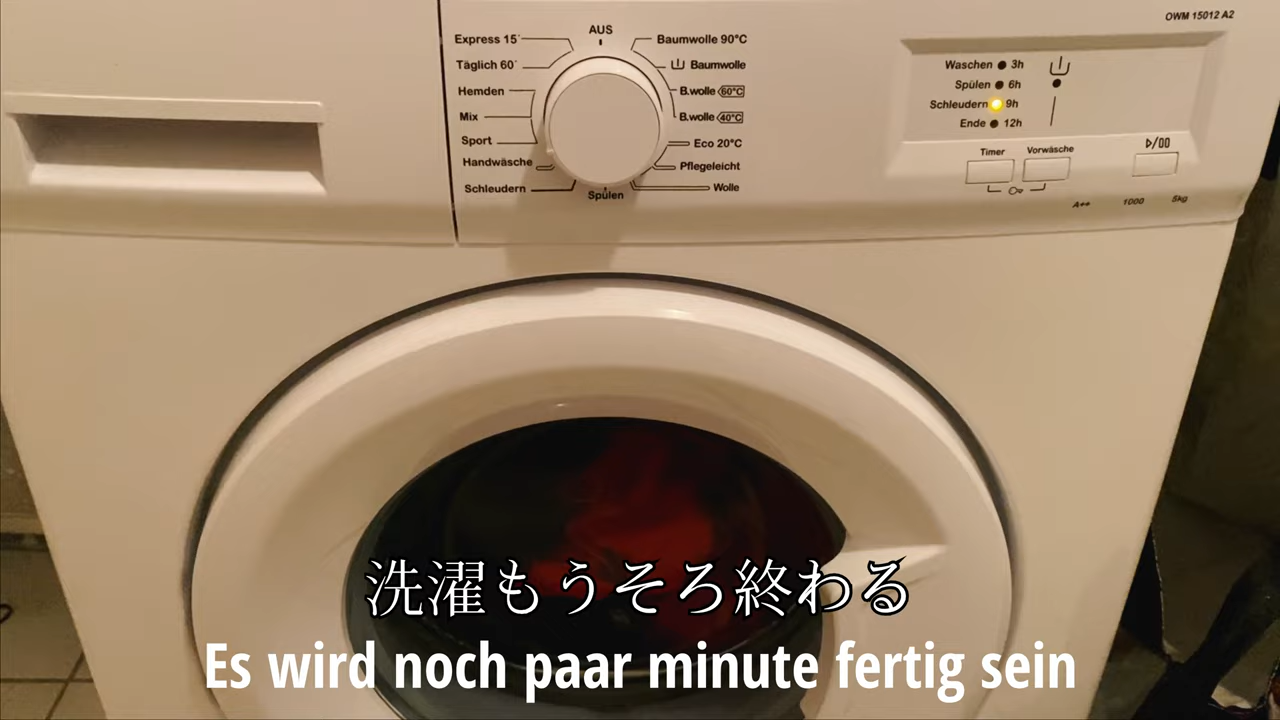 OWM 15012 A2
AUS
Express 15'
Täglich 60'
Hemden
Mix
Sport
Handwäsche
Schleudern
Spülen
Baumwolle 90°C
Baumwolle
B.wolle 60°C
B.wolle 40°C
Eco 20°C
Pflegeleicht
Wolle
Waschen 3h
Spülen 6h
Schleudern 9h
Ende 12h
Timer
Vorwäsche
A++ 1000 5kg
洗濯もうそろ終わる
Es wird noch paar minute fertig sein